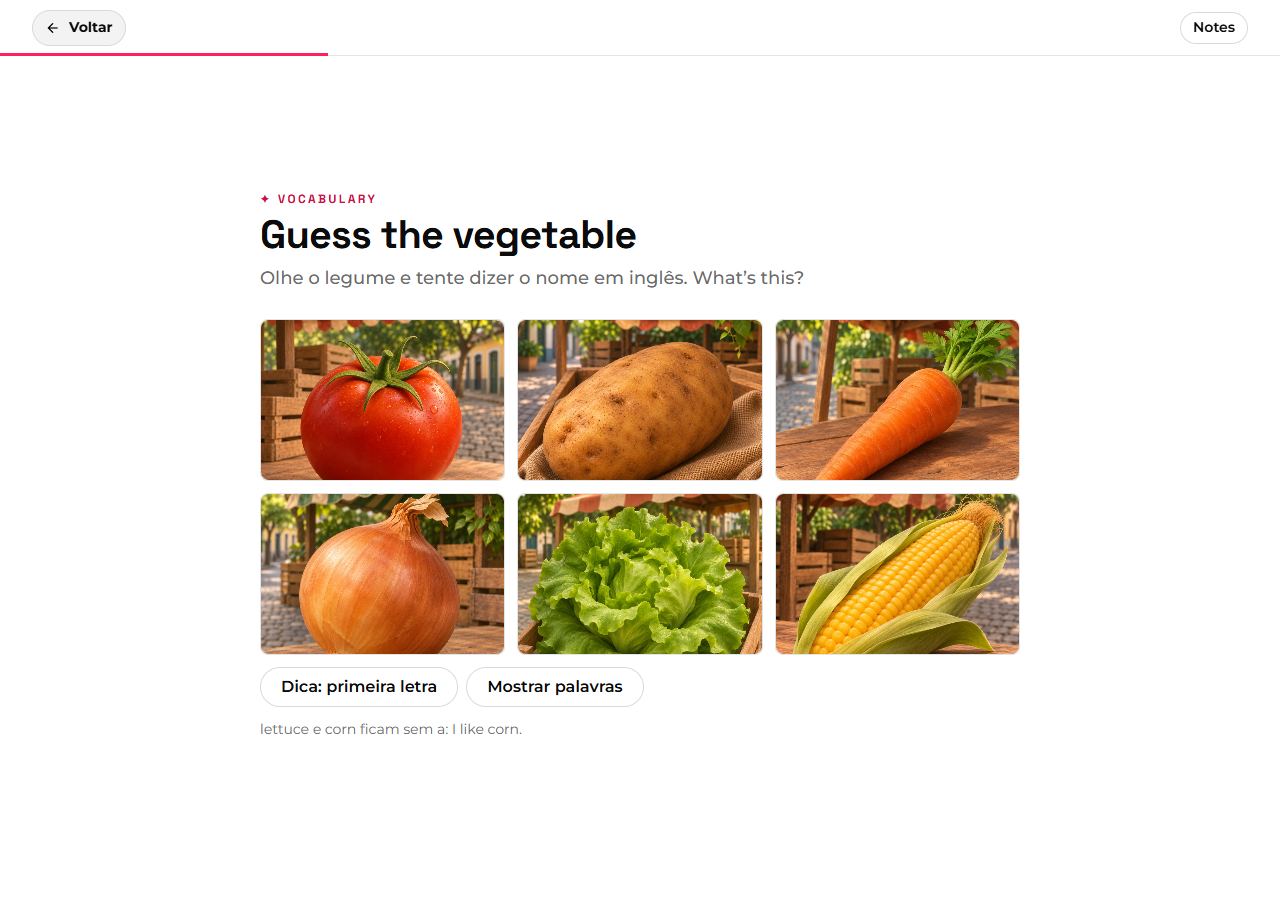 ← Voltar
Notes
✦ VOCABULARY
Guess the vegetable
Olhe o legume e tente dizer o nome em inglês. What’s this?
Dica: primeira letra
Mostrar palavras
lettuce e corn ficam sem a: I like corn.